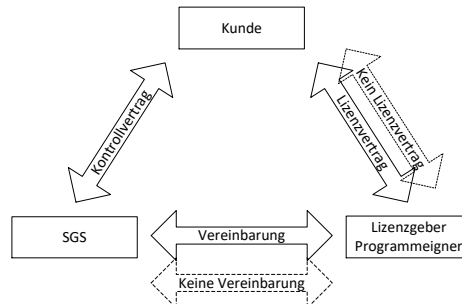 Kunde
Kontrollvertrag
Lizenzvertrag
Kein Lizenzvertrag
SGS
Vereinbarung
Lizenzgeber
Programmeigner
Keine Vereinbarung